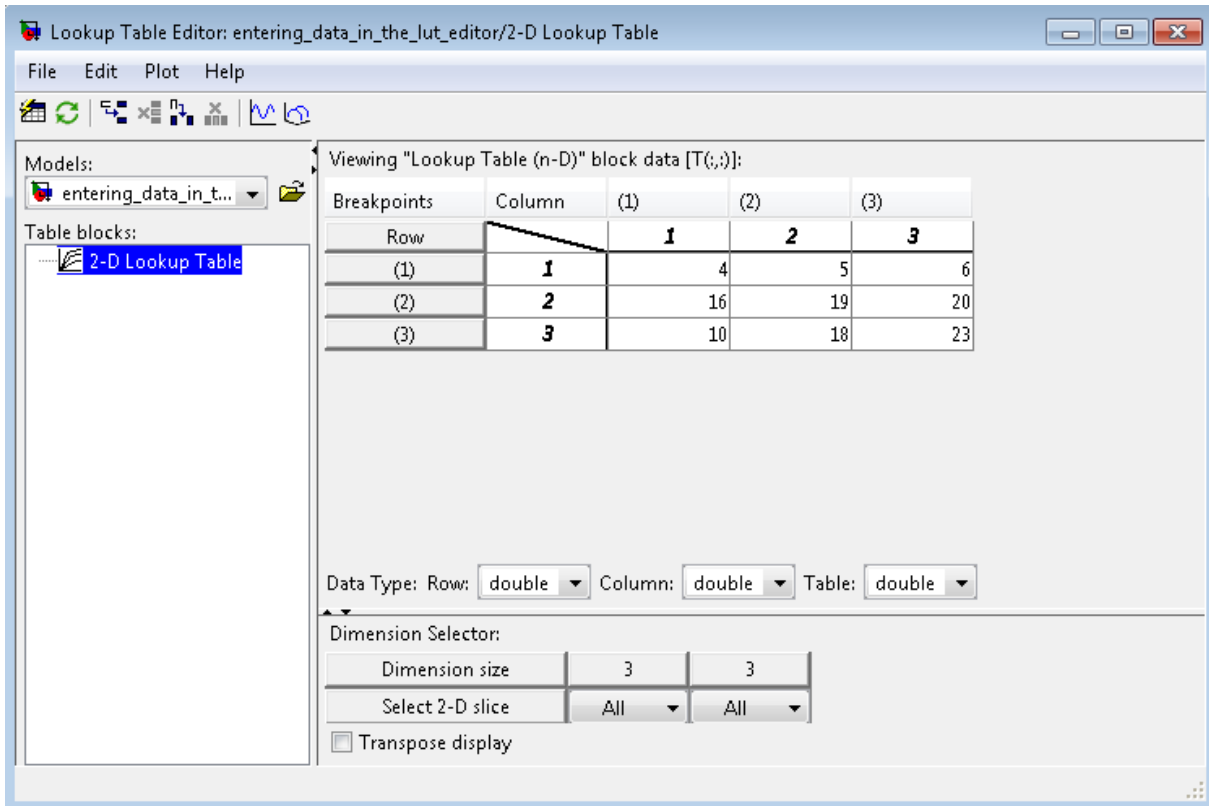 Lookup Table Editor: entering_data_in_the_lut_editor/2-D Lookup Table
File Edit Plot Help
Models:
entering_data_in_t...
Table blocks:
2-D Lookup Table
Viewing "Lookup Table (n-D)" block data [T(:,:)]:
Breakpoints Column (1) (2) (3)
Row 1 2 3
(1) 1 4 5 6
(2) 2 16 19 20
(3) 3 10 18 23
Data Type: Row: double Column: double Table: double
Dimension Selector:
Dimension size 3 3
Select 2-D slice All All
Transpose display